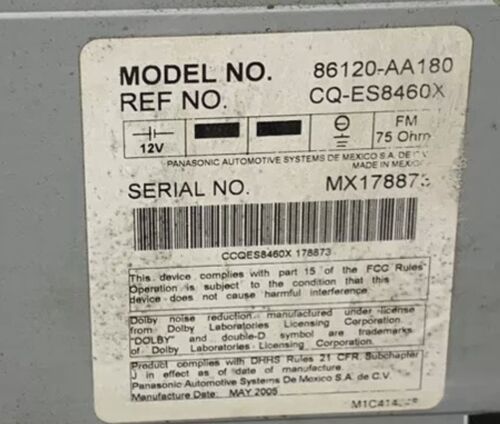 MODEL NO. 86120-AA180
REF NO. CQ-ES8460X
12V
FM
75 Ohm
PANASONIC AUTOMOTIVE SYSTEMS DE MEXICO S.A. DE C.V.
MADE IN MEXICO
SERIAL NO. MX178873
CCQES8460X 178873
This device complies with part 15 of the FCC Rules
Operation is subject to the condition that this
device does not cause harmful interference.
Dolby noise reduction manufactured under license
from Dolby Laboratories Licensing Corporation.
"DOLBY" and double-D symbol are trademarks
of Dolby Laboratories Licensing Corporation.
Product complies with DHHS Rules 21 CFR Subchapter
J in effect as of date of manufacture.
Panasonic Automotive Systems De Mexico S.A. de C.V.
Manufacture Date: MAY 2005